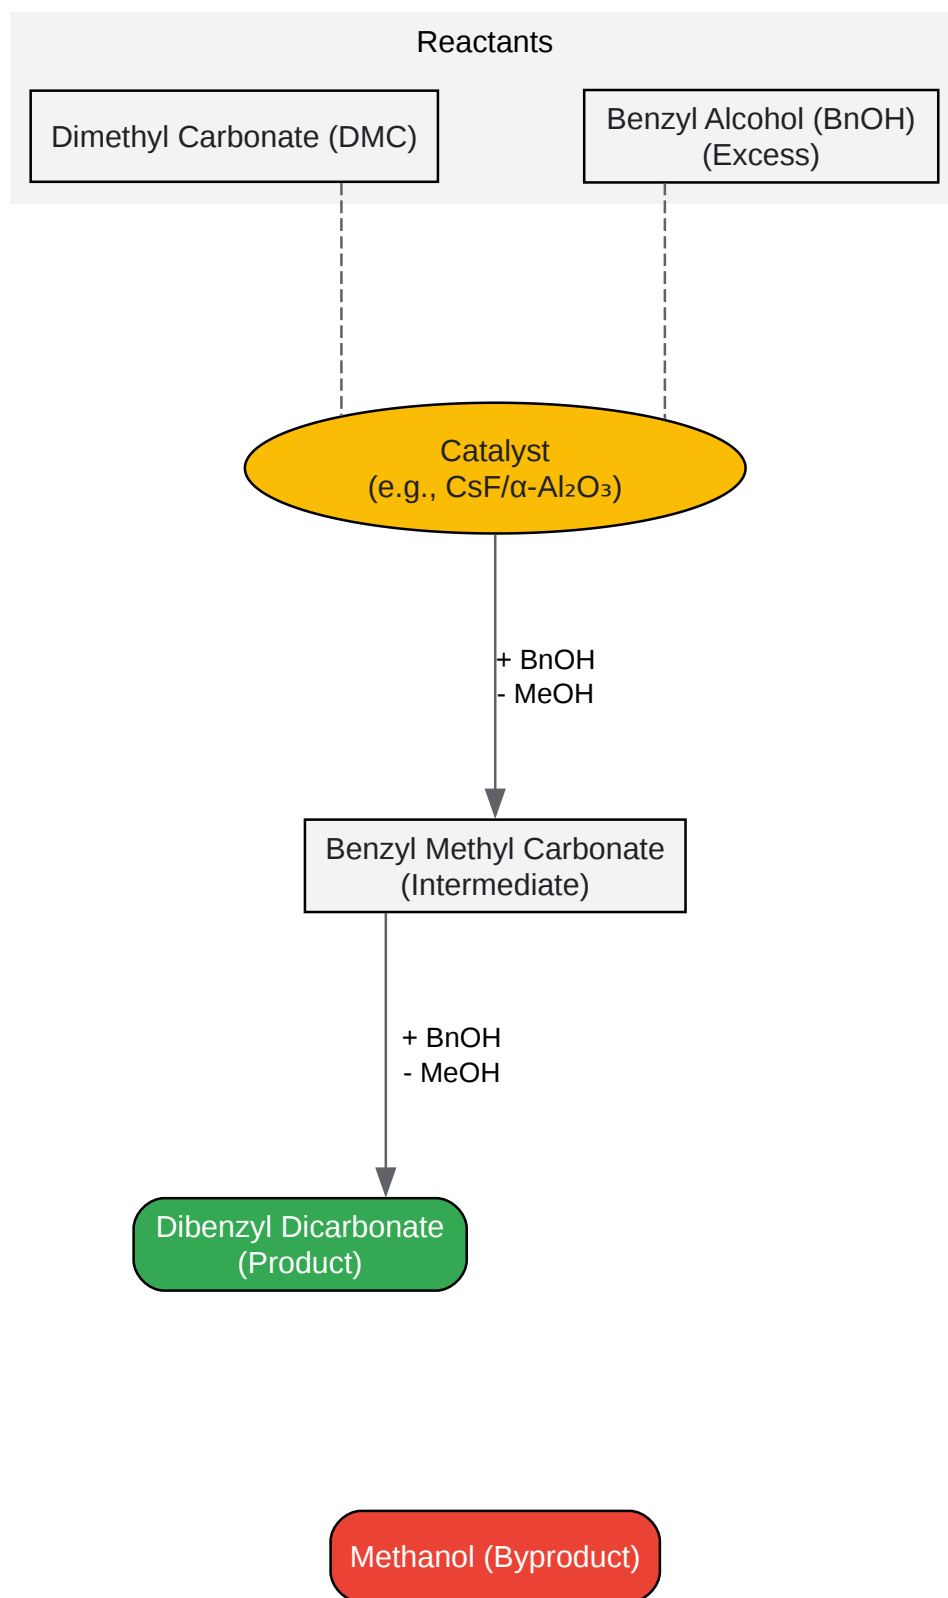 Reactants
Dimethyl Carbonate (DMC)
Benzyl Alcohol (BnOH)
(Excess)
Catalyst
(e.g., CsF/α-Al₂O₃)
+ BnOH
- MeOH
Benzyl Methyl Carbonate
(Intermediate)
+ BnOH
- MeOH
Dibenzyl Dicarbonate
(Product)
Methanol (Byproduct)